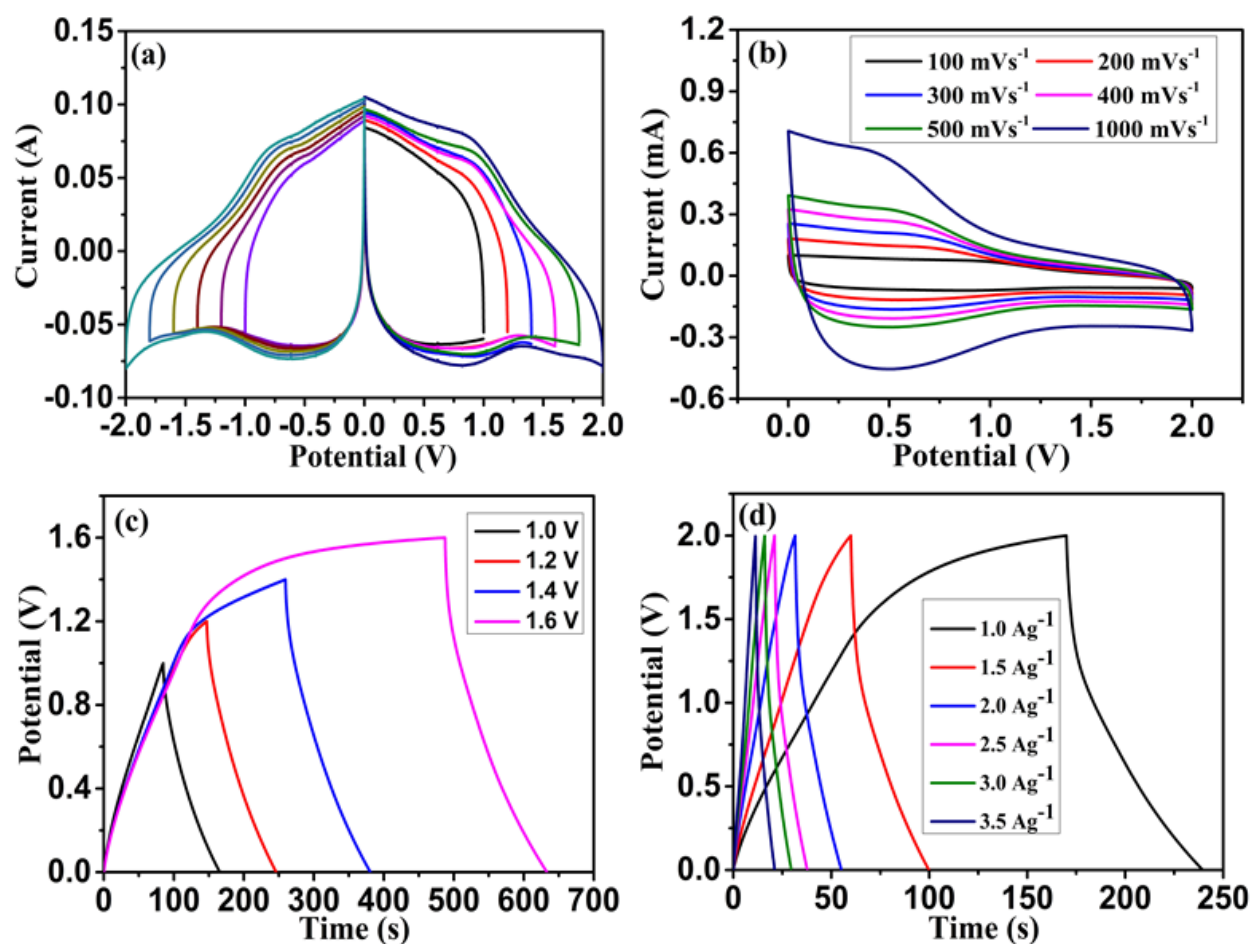 (a)
0.15
0.10
0.05
0.00
-0.05
-0.10
Current (A)
-2.0 -1.5 -1.0 -0.5 0.0 0.5 1.0 1.5 2.0
Potential (V)
(b)
100 mVs⁻¹ 200 mVs⁻¹
300 mVs⁻¹ 400 mVs⁻¹
500 mVs⁻¹ 1000 mVs⁻¹
1.2
0.9
0.6
0.3
0.0
-0.3
-0.6
Current (mA)
0.0 0.5 1.0 1.5 2.0
Potential (V)
(c)
1.0 V
1.2 V
1.4 V
1.6 V
1.6
1.2
0.8
0.4
0.0
Potential (V)
0 100 200 300 400 500 600 700
Time (s)
(d)
1.0 Ag⁻¹
1.5 Ag⁻¹
2.0 Ag⁻¹
2.5 Ag⁻¹
3.0 Ag⁻¹
3.5 Ag⁻¹
2.0
1.5
1.0
0.5
0.0
Potential (V)
0 50 100 150 200 250
Time (s)